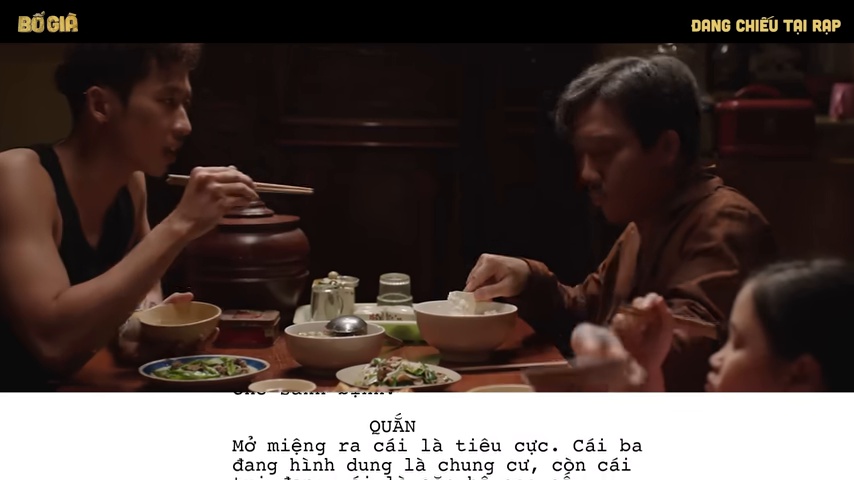 BỐ GIÀ
ĐANG CHIẾU TẠI RẠP
QUẮN
Mở miệng ra cái là tiêu cực. Cái ba
đang hình dung là chung cư, còn cái